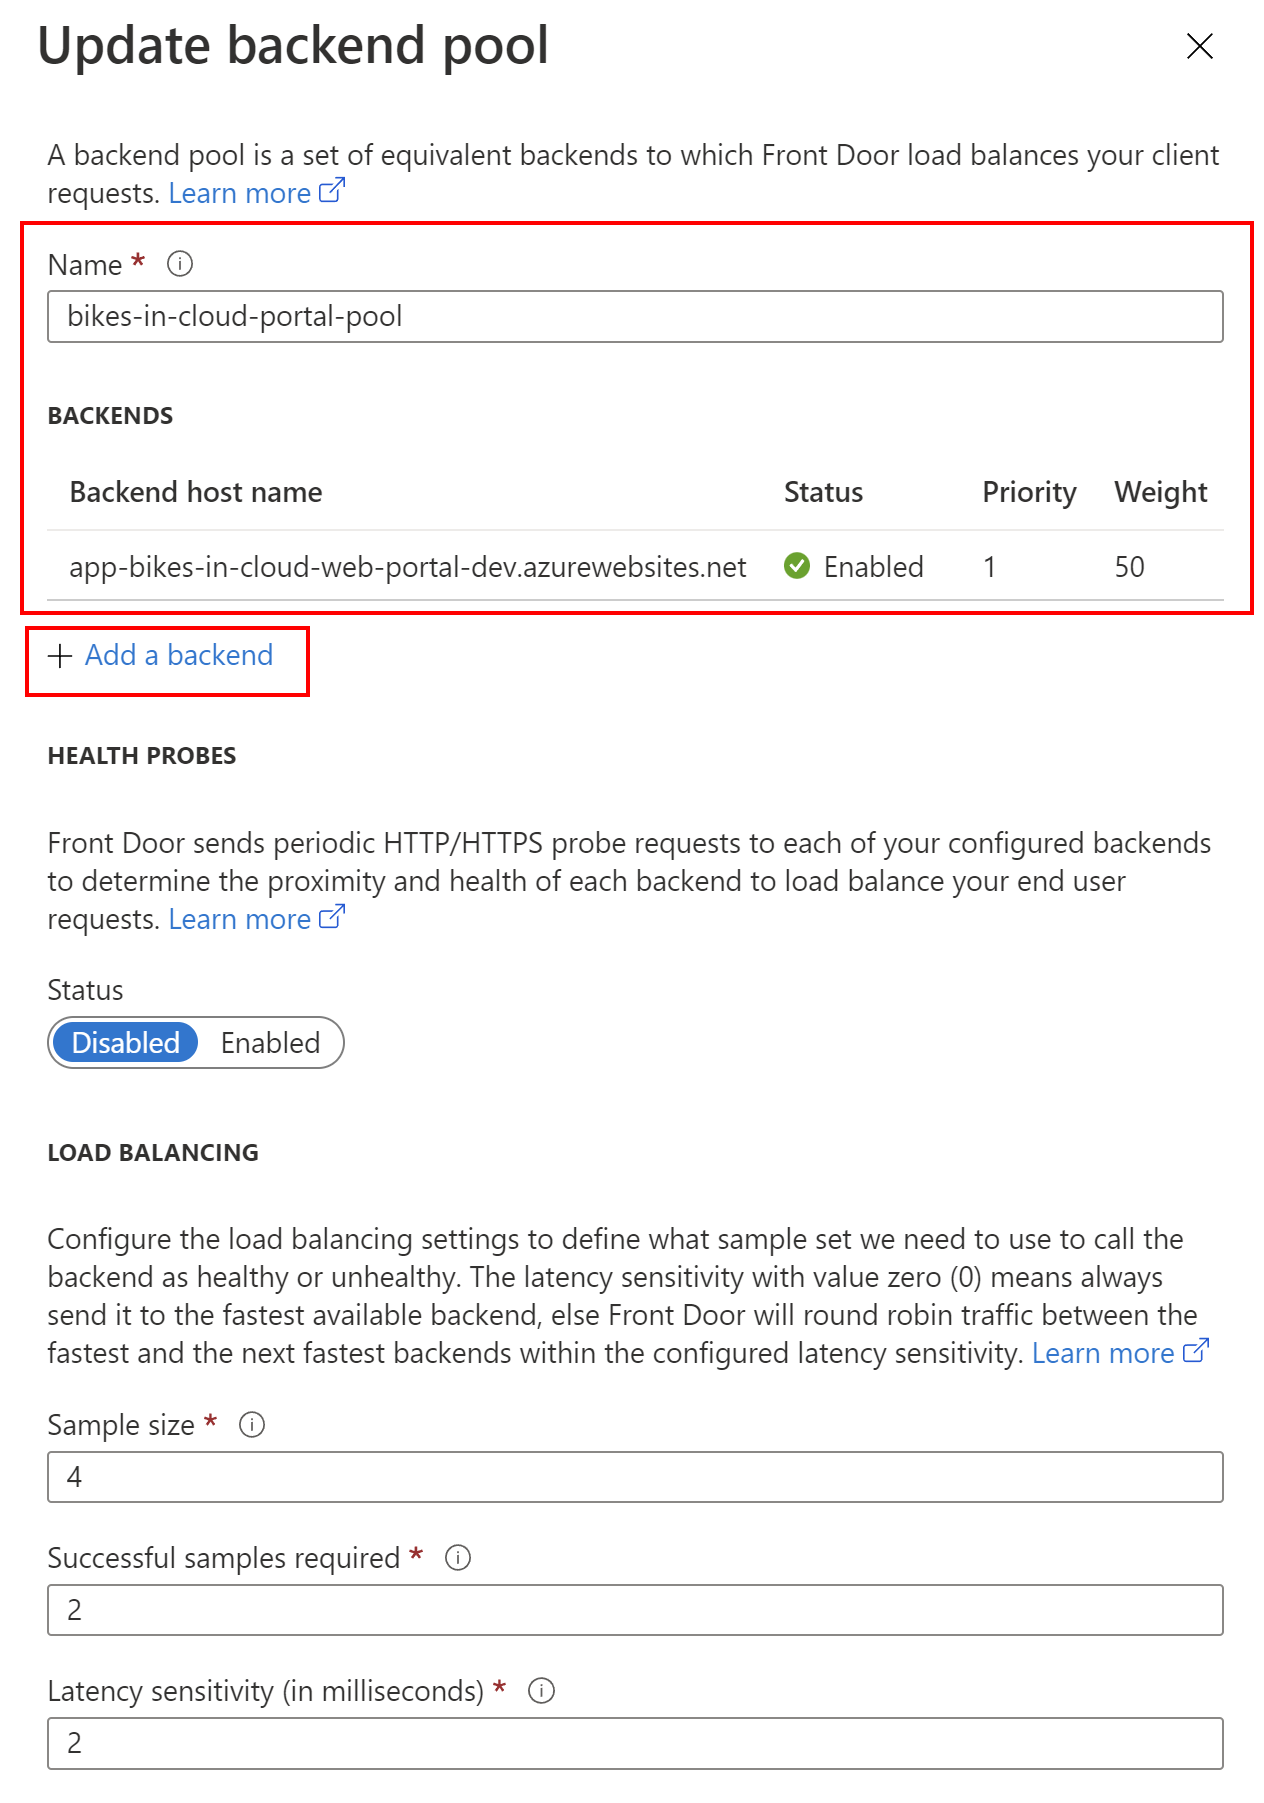 Update backend pool
A backend pool is a set of equivalent backends to which Front Door load balances your client
requests. Learn more
Name *
bikes-in-cloud-portal-pool
BACKENDS
Backend host name Status Priority Weight
app-bikes-in-cloud-web-portal-dev.azurewebsites.net Enabled 1 50
+ Add a backend
HEALTH PROBES
Front Door sends periodic HTTP/HTTPS probe requests to each of your configured backends
to determine the proximity and health of each backend to load balance your end user
requests. Learn more
Status
Disabled Enabled
LOAD BALANCING
Configure the load balancing settings to define what sample set we need to use to call the
backend as healthy or unhealthy. The latency sensitivity with value zero (0) means always
send it to the fastest available backend, else Front Door will round robin traffic between the
fastest and the next fastest backends within the configured latency sensitivity. Learn more
Sample size *
4
Successful samples required *
2
Latency sensitivity (in milliseconds) *
2